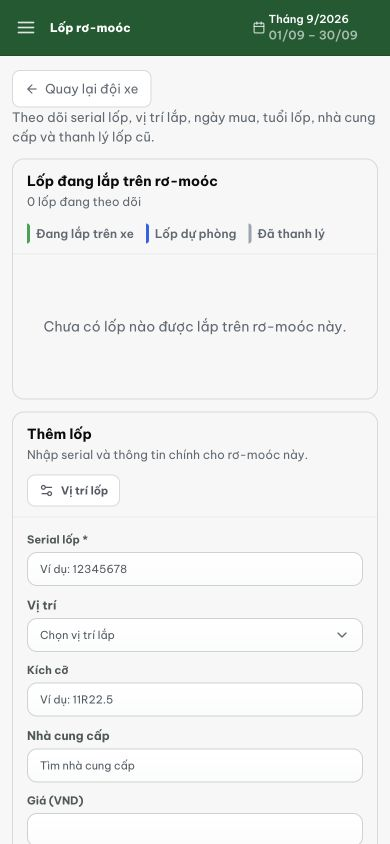 Lốp rơ-moóc
Tháng 9/2026
01/09 – 30/09
Quay lại đội xe
Theo dõi serial lốp, vị trí lắp, ngày mua, tuổi lốp, nhà cung
cấp và thanh lý lốp cũ.
Lốp đang lắp trên rơ-moóc
0 lốp đang theo dõi
Đang lắp trên xe
Lốp dự phòng
Đã thanh lý
Chưa có lốp nào được lắp trên rơ-moóc này.
Thêm lốp
Nhập serial và thông tin chính cho rơ-moóc này.
Vị trí lốp
Serial lốp *
Ví dụ: 12345678
Vị trí
Chọn vị trí lắp
Kích cỡ
Ví dụ: 11R22.5
Nhà cung cấp
Tìm nhà cung cấp
Giá (VND)